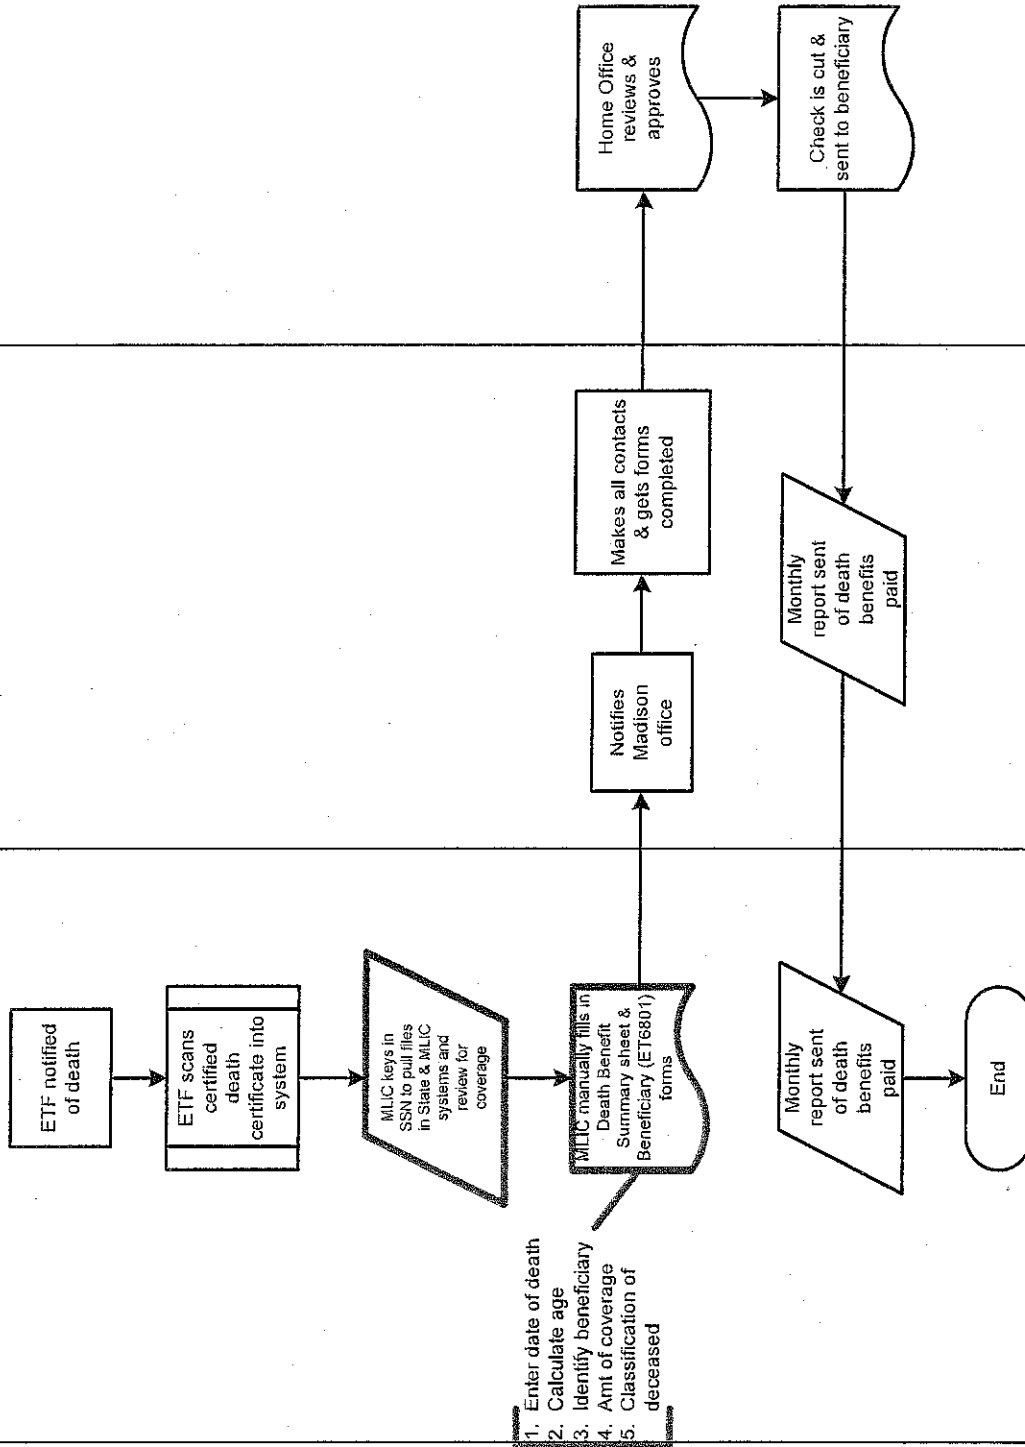 ETF notified
of death
ETF scans
certified
death
certificate into
system
MLIC keys in
SSN to pull files
in State & MLIC
systems and
review for
coverage
MLIC manually fills in
Death Benefit
Summary sheet &
Beneficiary (ET6801)
forms
1. Enter date of death
2. Calculate age
3. Identify beneficiary
4. Amt of coverage
5. Classification of
deceased
Notifies
Madison
office
Makes all contacts
& gets forms
completed
Home Office
reviews &
approves
Check is cut &
sent to beneficiary
Monthly
report sent
of death
benefits
paid
Monthly
report sent
of death
benefits
paid
End